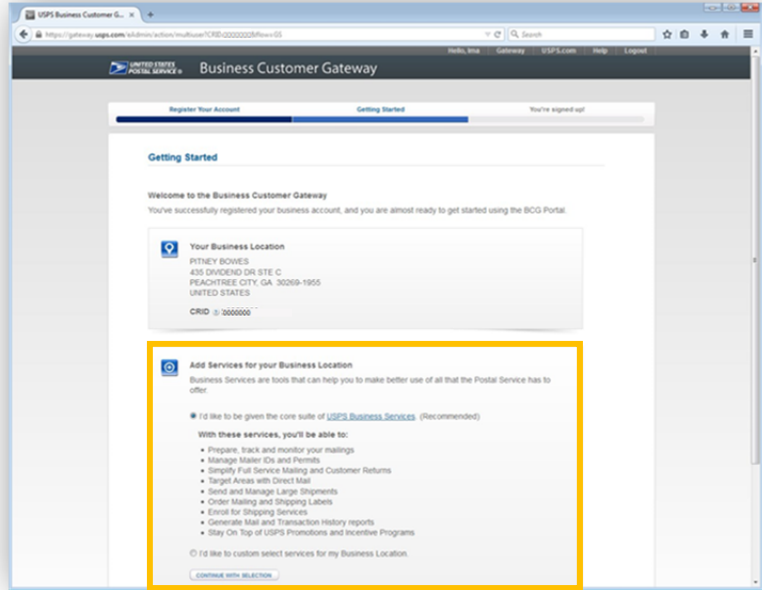 USPS Business Customer G...
https://gateway.usps.com/eAdmin/action/multiuser?CRID=0000000&flow=GS
Search
Hello, Ima | Gateway | USPS.com | Help | Logout
UNITED STATES
POSTAL SERVICE®
Business Customer Gateway
Register Your Account
Getting Started
You're signed up!
Getting Started
Welcome to the Business Customer Gateway
You've successfully registered your business account, and you are almost ready to get started using the BCG Portal.
Your Business Location
PITNEY BOWES
435 DIVIDEND DR STE C
PEACHTREE CITY, GA 30269-1955
UNITED STATES
CRID : 0000000
Add Services for your Business Location
Business Services are tools that can help you to make better use of all that the Postal Service has to
offer.
I'd like to be given the core suite of USPS Business Services. (Recommended)
With these services, you'll be able to:
• Prepare, track and monitor your mailings
• Manage Mailer IDs and Permits
• Simplify Full Service Mailing and Customer Returns
• Target Areas with Direct Mail
• Send and Manage Large Shipments
• Order Mailing and Shipping Labels
• Enroll for Shipping Services
• Generate Mail and Transaction History reports
• Stay On Top of USPS Promotions and Incentive Programs
I'd like to custom select services for my Business Location.
CONTINUE WITH SELECTION